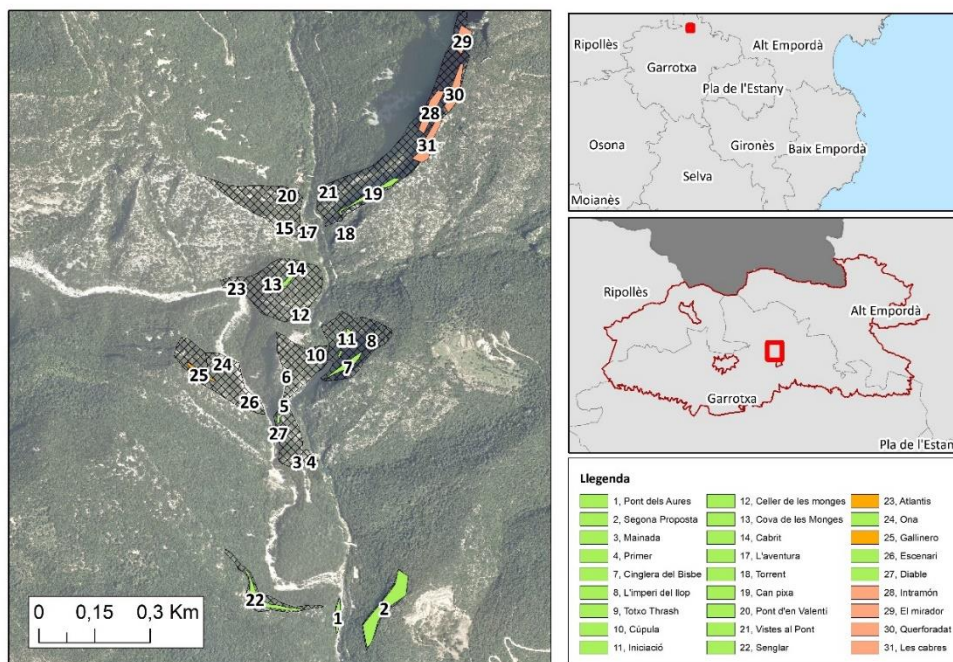 29
30
28
31
20
21
19
15
17
18
14
13
23
12
11
8
10
7
24
25
6
26
5
27
3
4
22
2
1
0 0,15 0,3 Km
Ripollès
Alt Empordà
Garrotxa
Pla de l'Estany
Osona
Gironès
Baix Empordà
Selva
Moianès
Ripollès
Alt Empordà
Garrotxa
Pla de l'Estan
Llegenda
1, Pont dels Aures
2, Segona Proposta
3, Mainada
4, Primer
7, Cinglera del Bisbe
8, L'imperi del llop
9, Totxo Thrash
10, Cúpula
11, Iniciació
12, Celler de les monges
13, Cova de les Monges
14, Cabrit
17, L'aventura
18, Torrent
19, Can pixa
20, Pont d'en Valenti
21, Vistes al Pont
22, Senglar
23, Atlantis
24, Ona
25, Gallinero
26, Escenari
27, Diable
28, Intramón
29, El mirador
30, Querforadat
31, Les cabres